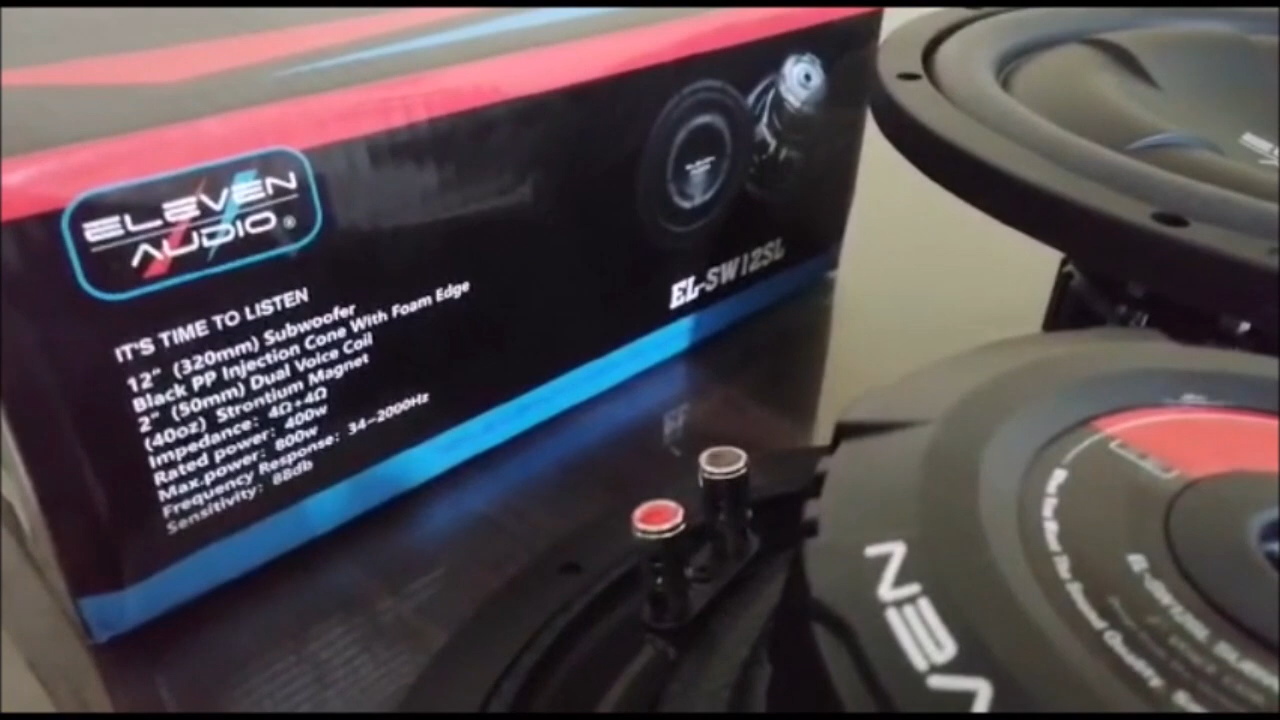 ELEVEN
AUDIO®
IT'S TIME TO LISTEN
12" (320mm) Subwoofer
Black PP Injection Cone With Foam Edge
2" (50mm) Dual Voice Coil
(40oz) Strontium Magnet
Impedance: 4Ω+4Ω
Rated power: 400w
Max.power: 800w
Frequency Response: 34-2000Hz
Sensitivity: 88db
EL-SW12SL
VEN